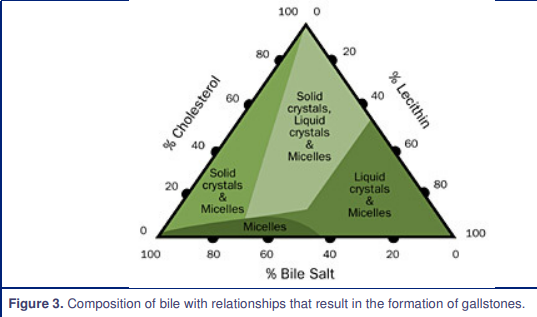 100 0
80 20
% Cholesterol
% Lecithin
60 40
Solid
crystals,
Liquid
crystals
&
Micelles
40 60
Solid
crystals
&
Micelles
Liquid
crystals
&
Micelles
20 80
Micelles
0 100
100 80 60 40 20 0
% Bile Salt
Figure 3. Composition of bile with relationships that result in the formation of gallstones.